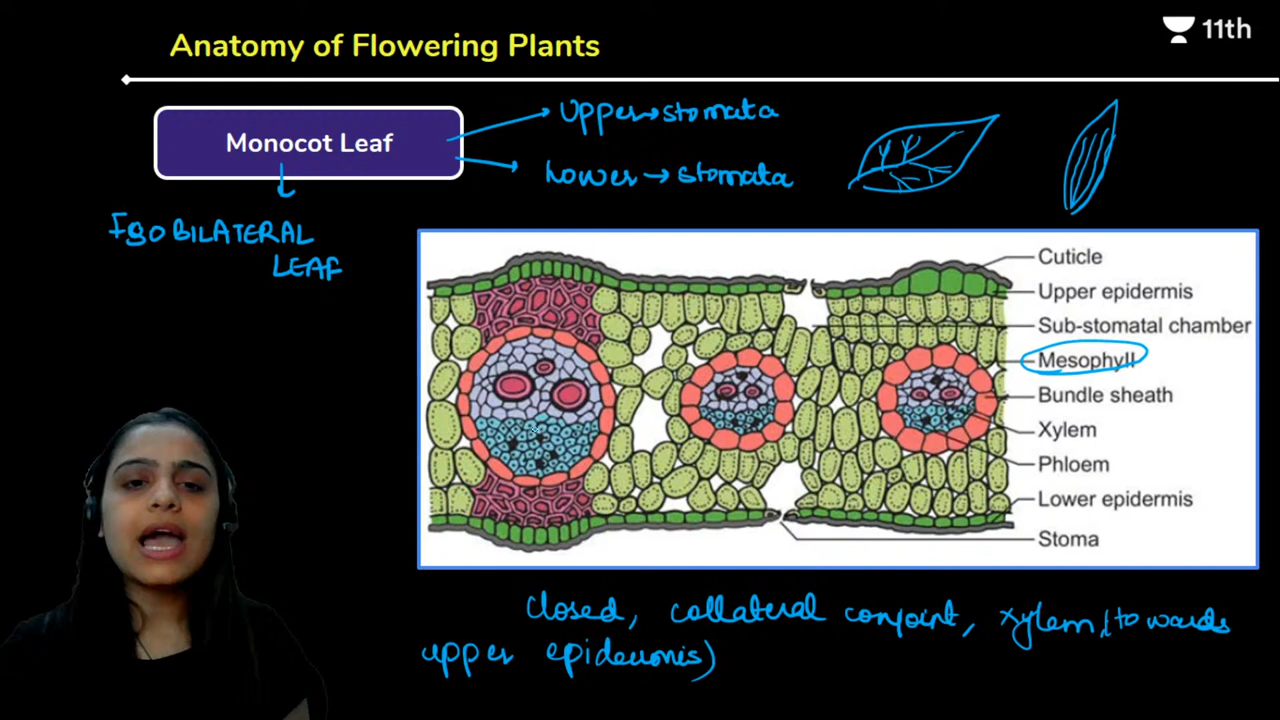 Anatomy of Flowering Plants
11th
Monocot Leaf
Upper → stomata
Lower → stomata
ISOBILATERAL
LEAF
Cuticle
Upper epidermis
Sub-stomatal chamber
Mesophyll
Bundle sheath
Xylem
Phloem
Lower epidermis
Stoma
closed, collateral conjoint, xylem (towards
upper epidermis)